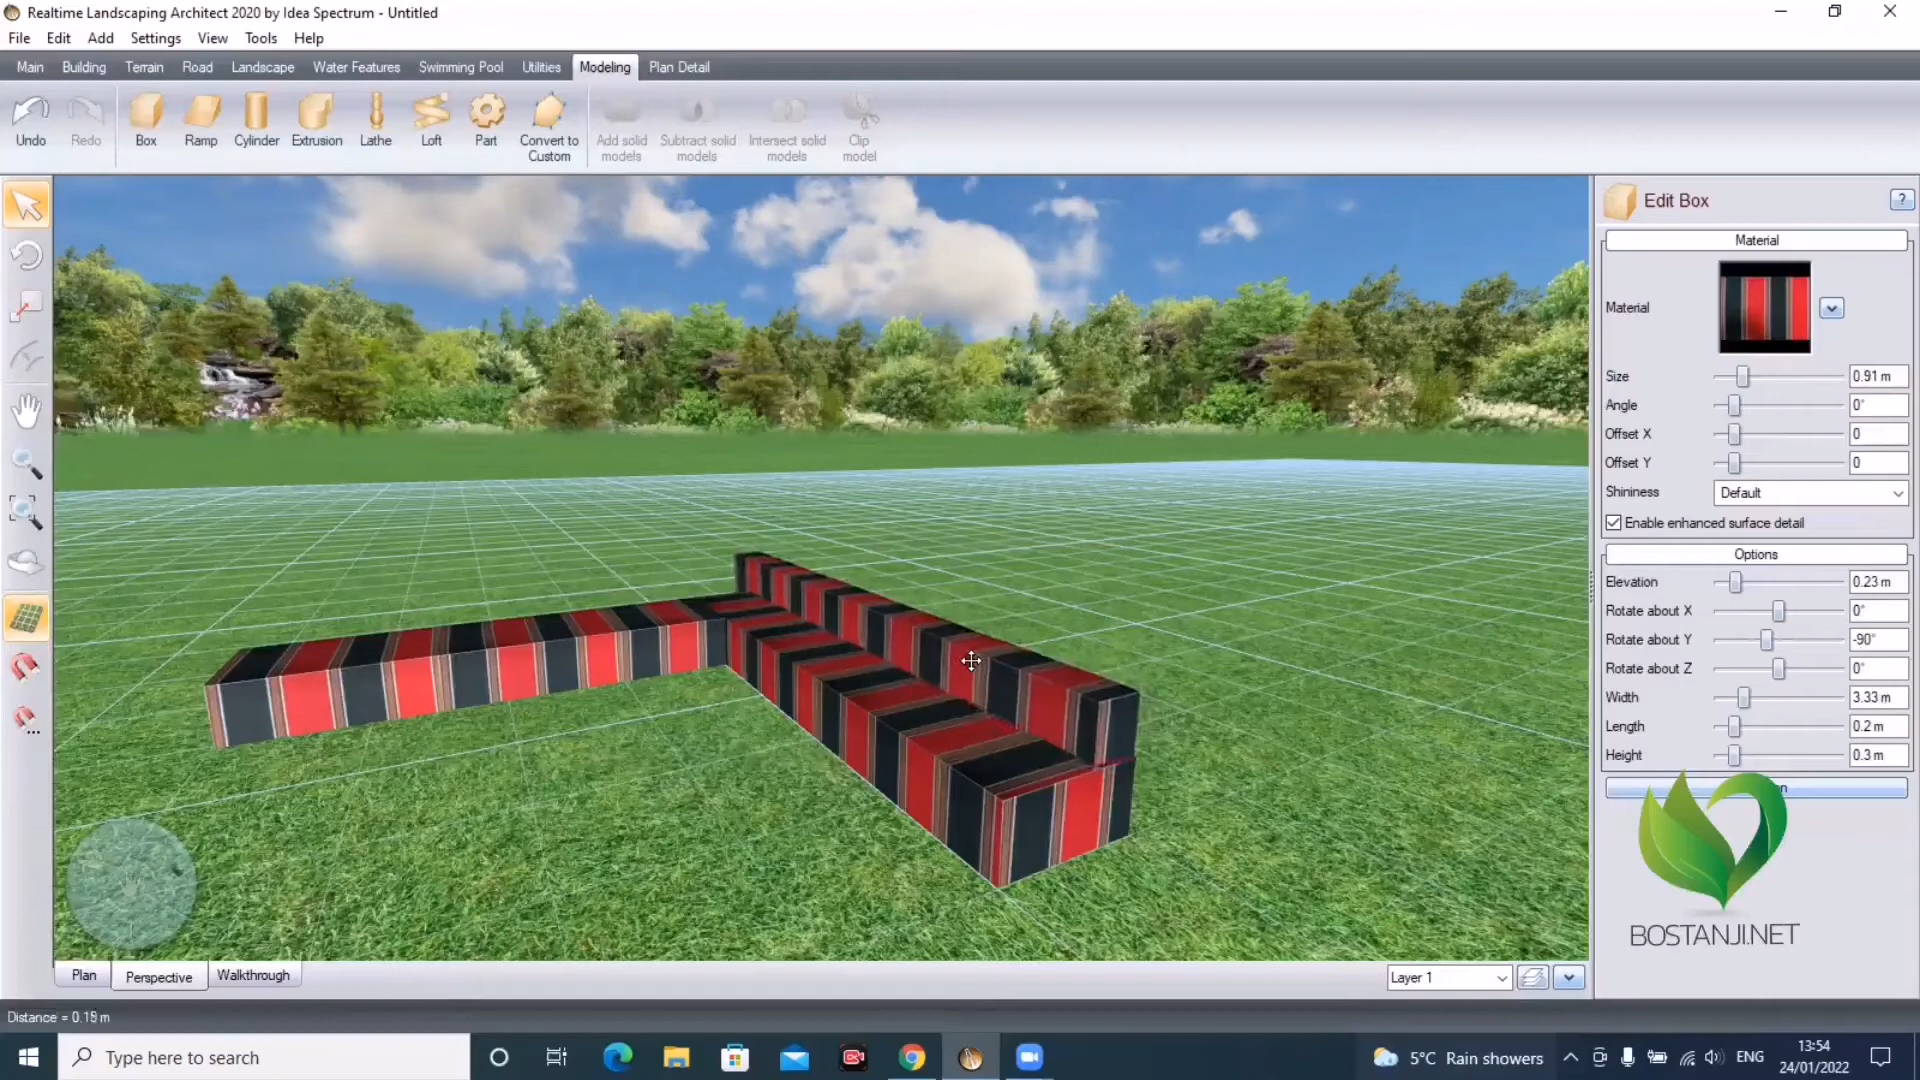 Realtime Landscaping Architect 2020 by Idea Spectrum - Untitled
File Edit Add Settings View Tools Help
Main Building Terrain Road Landscape Water Features Swimming Pool Utilities Modeling Plan Detail
Undo Redo Box Ramp Cylinder Extrusion Lathe Loft Part Convert to Custom Add solid models Subtract solid models Intersect solid models Clip model
Edit Box ?
Material
Material
Size 0.91 m
Angle 0°
Offset X 0
Offset Y 0
Shininess Default
Enable enhanced surface detail
Options
Elevation 0.23 m
Rotate about X 0°
Rotate about Y -90°
Rotate about Z 0°
Width 3.33 m
Length 0.2 m
Height 0.3 m
BOSTANJI.NET
Plan Perspective Walkthrough
Layer 1
Distance = 0.18 m
Type here to search
5°C Rain showers
ENG
13:54
24/01/2022